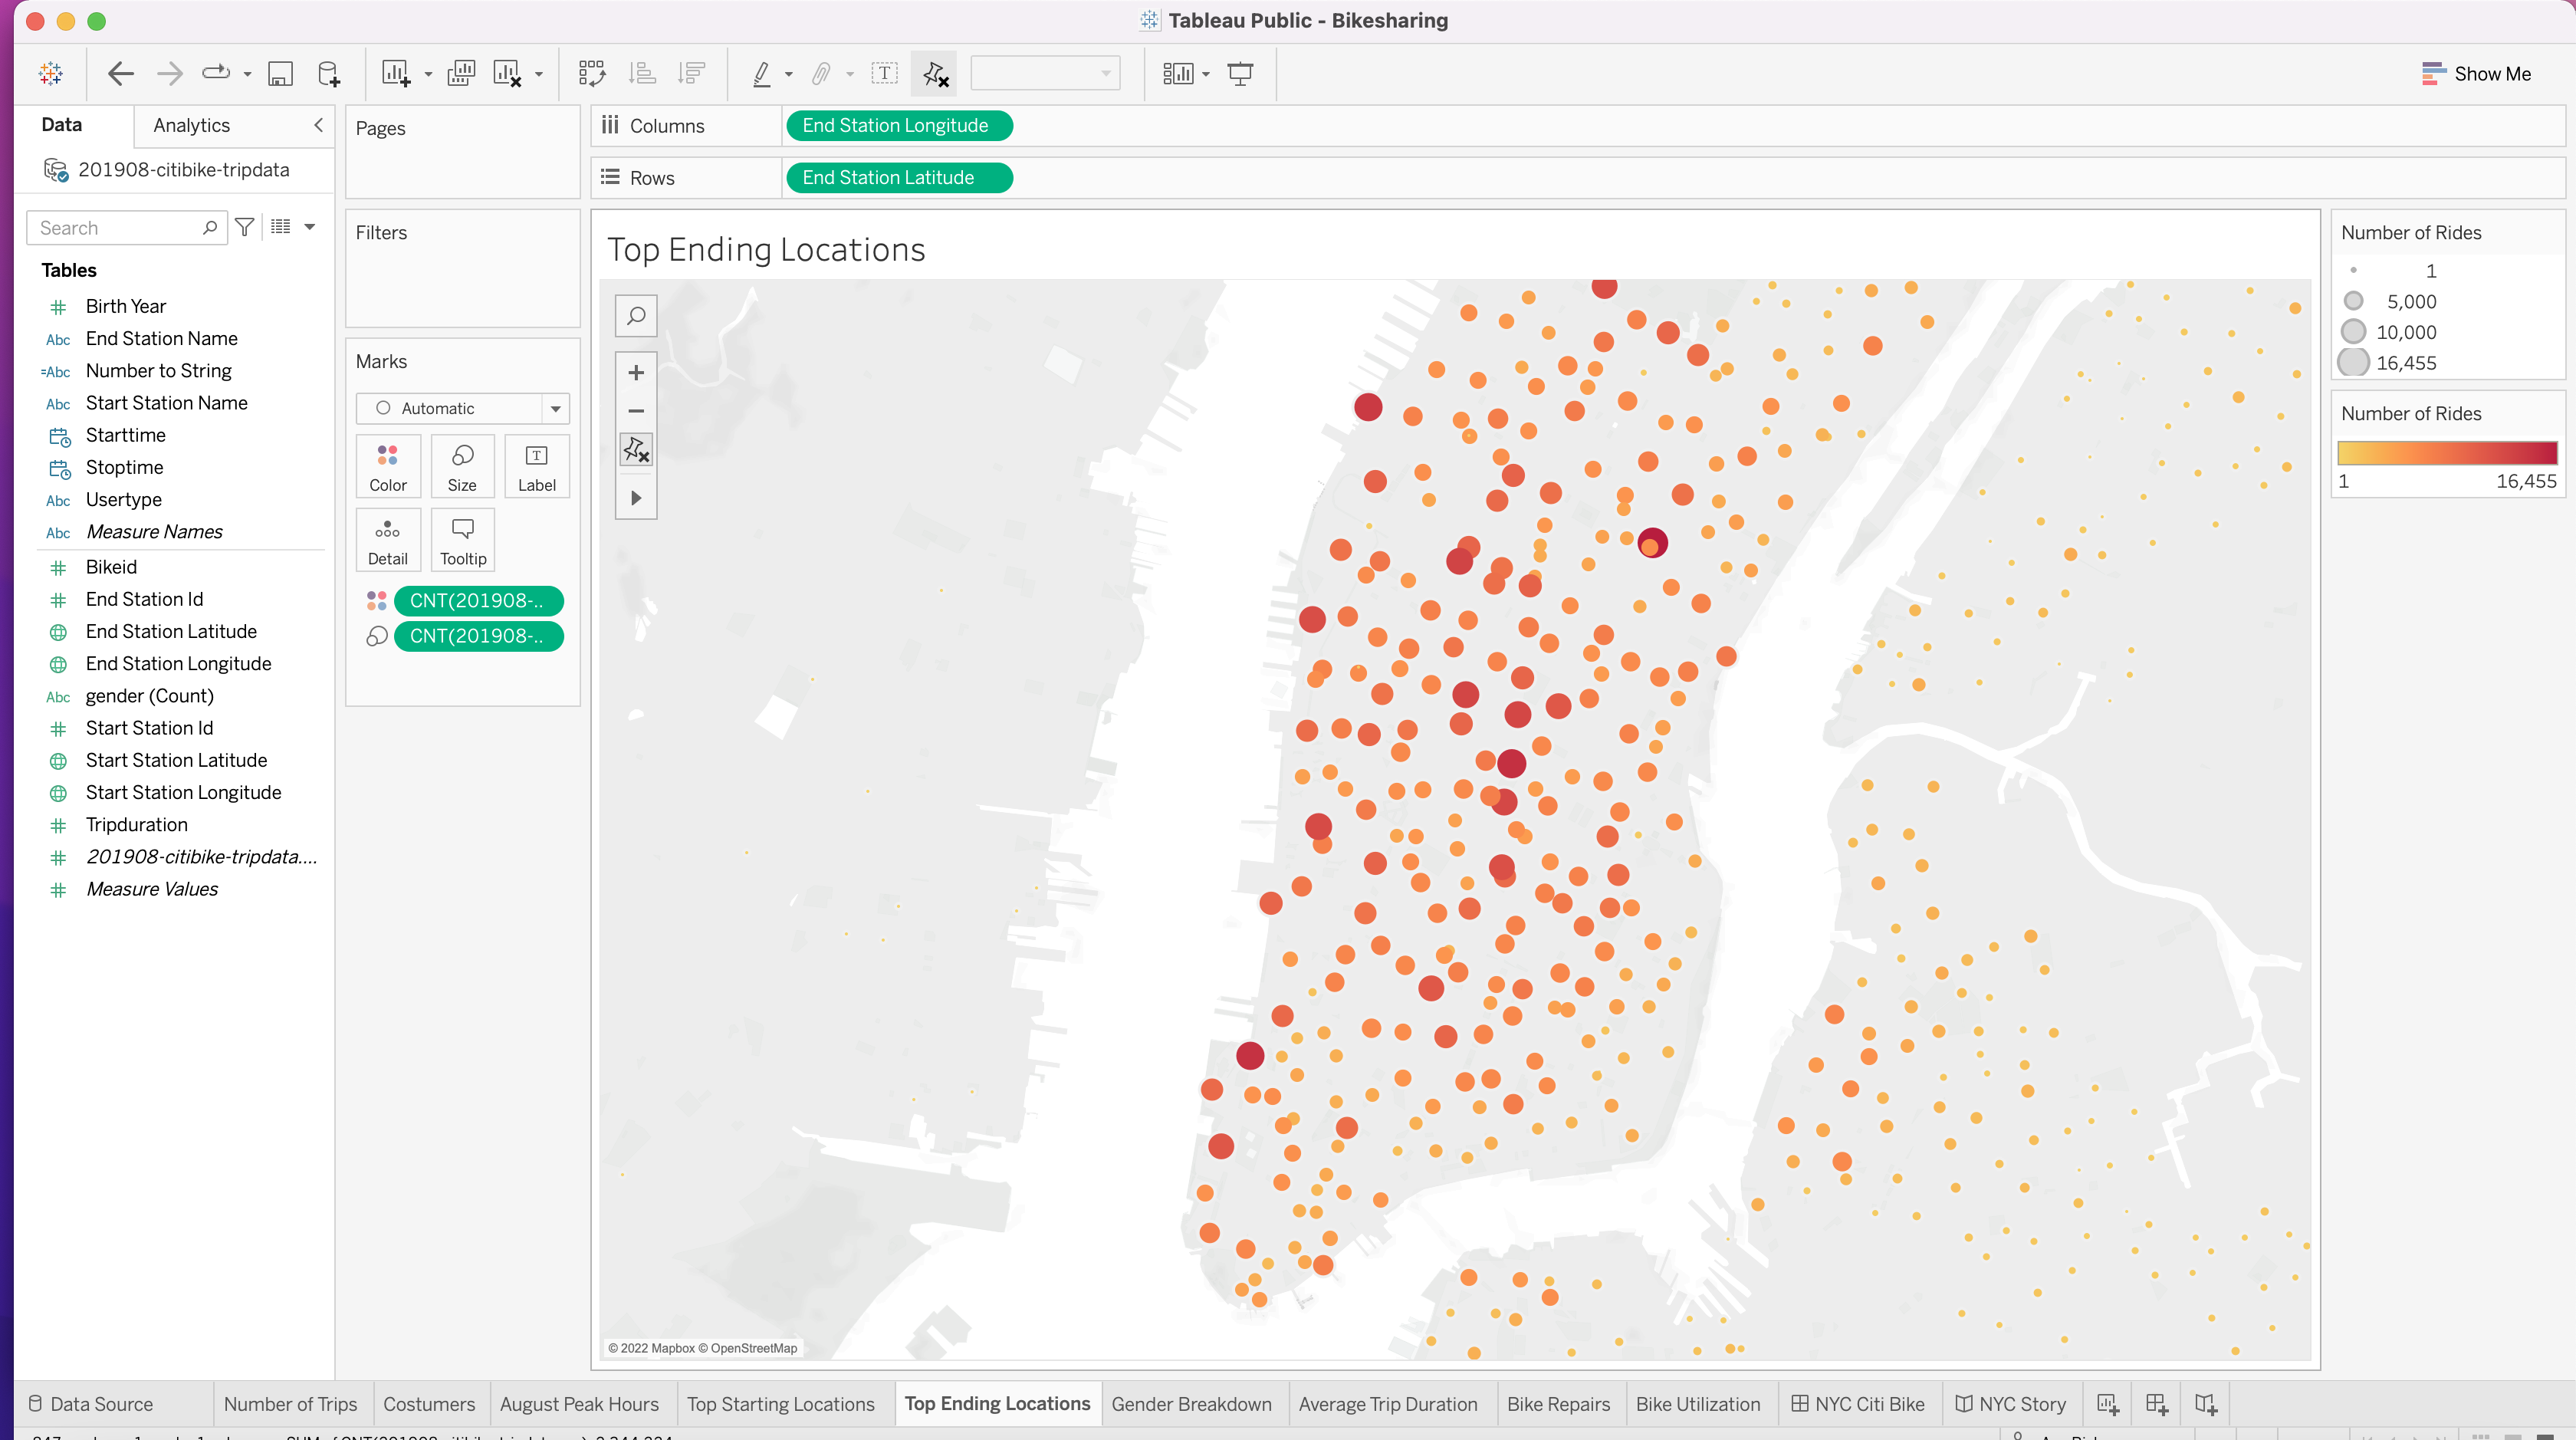 Tableau Public - Bikesharing
Show Me
Data
Analytics
201908-citibike-tripdata
Search
Tables
Birth Year
Abc End Station Name
=Abc Number to String
Abc Start Station Name
Starttime
Stoptime
Abc Usertype
Abc Measure Names
Bikeid
End Station Id
End Station Latitude
End Station Longitude
Abc gender (Count)
Start Station Id
Start Station Latitude
Start Station Longitude
Tripduration
201908-citibike-tripdata....
Measure Values
Pages
Filters
Marks
Automatic
Color Size Label
Detail Tooltip
CNT(201908-..
CNT(201908-..
Columns End Station Longitude
Rows End Station Latitude
Top Ending Locations
© 2022 Mapbox © OpenStreetMap
Number of Rides
1
5,000
10,000
16,455
Number of Rides
1 16,455
Data Source Number of Trips Costumers August Peak Hours Top Starting Locations Top Ending Locations Gender Breakdown Average Trip Duration Bike Repairs Bike Utilization NYC Citi Bike NYC Story